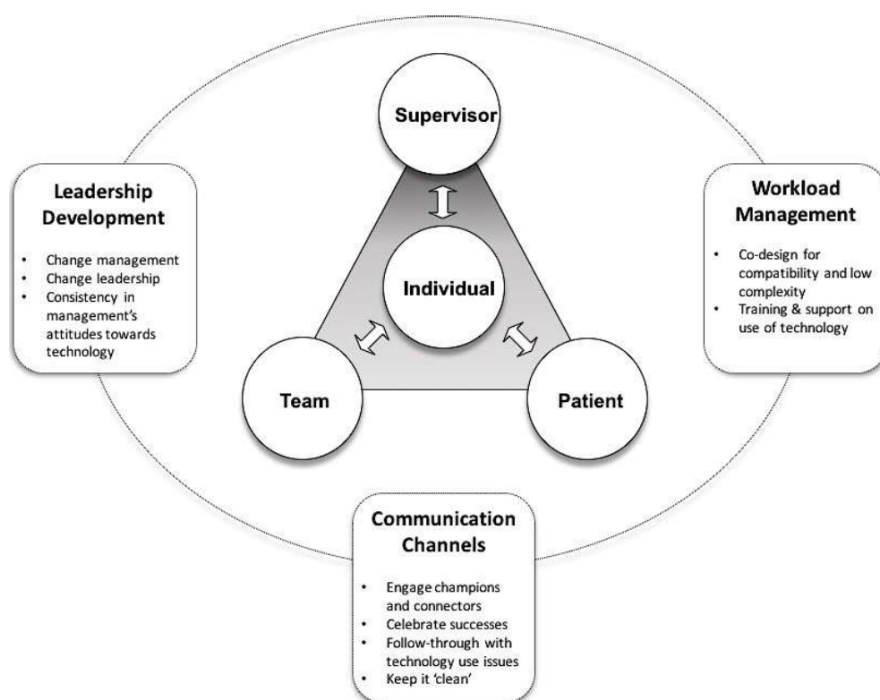 Supervisor
Leadership
Development
• Change management
• Change leadership
• Consistency in
management's
attitudes towards
technology
Workload
Management
• Co-design for
compatibility and low
complexity
• Training & support on
use of technology
Individual
Team
Patient
Communication
Channels
• Engage champions
and connectors
• Celebrate successes
• Follow-through with
technology use issues
• Keep it ‘clean’